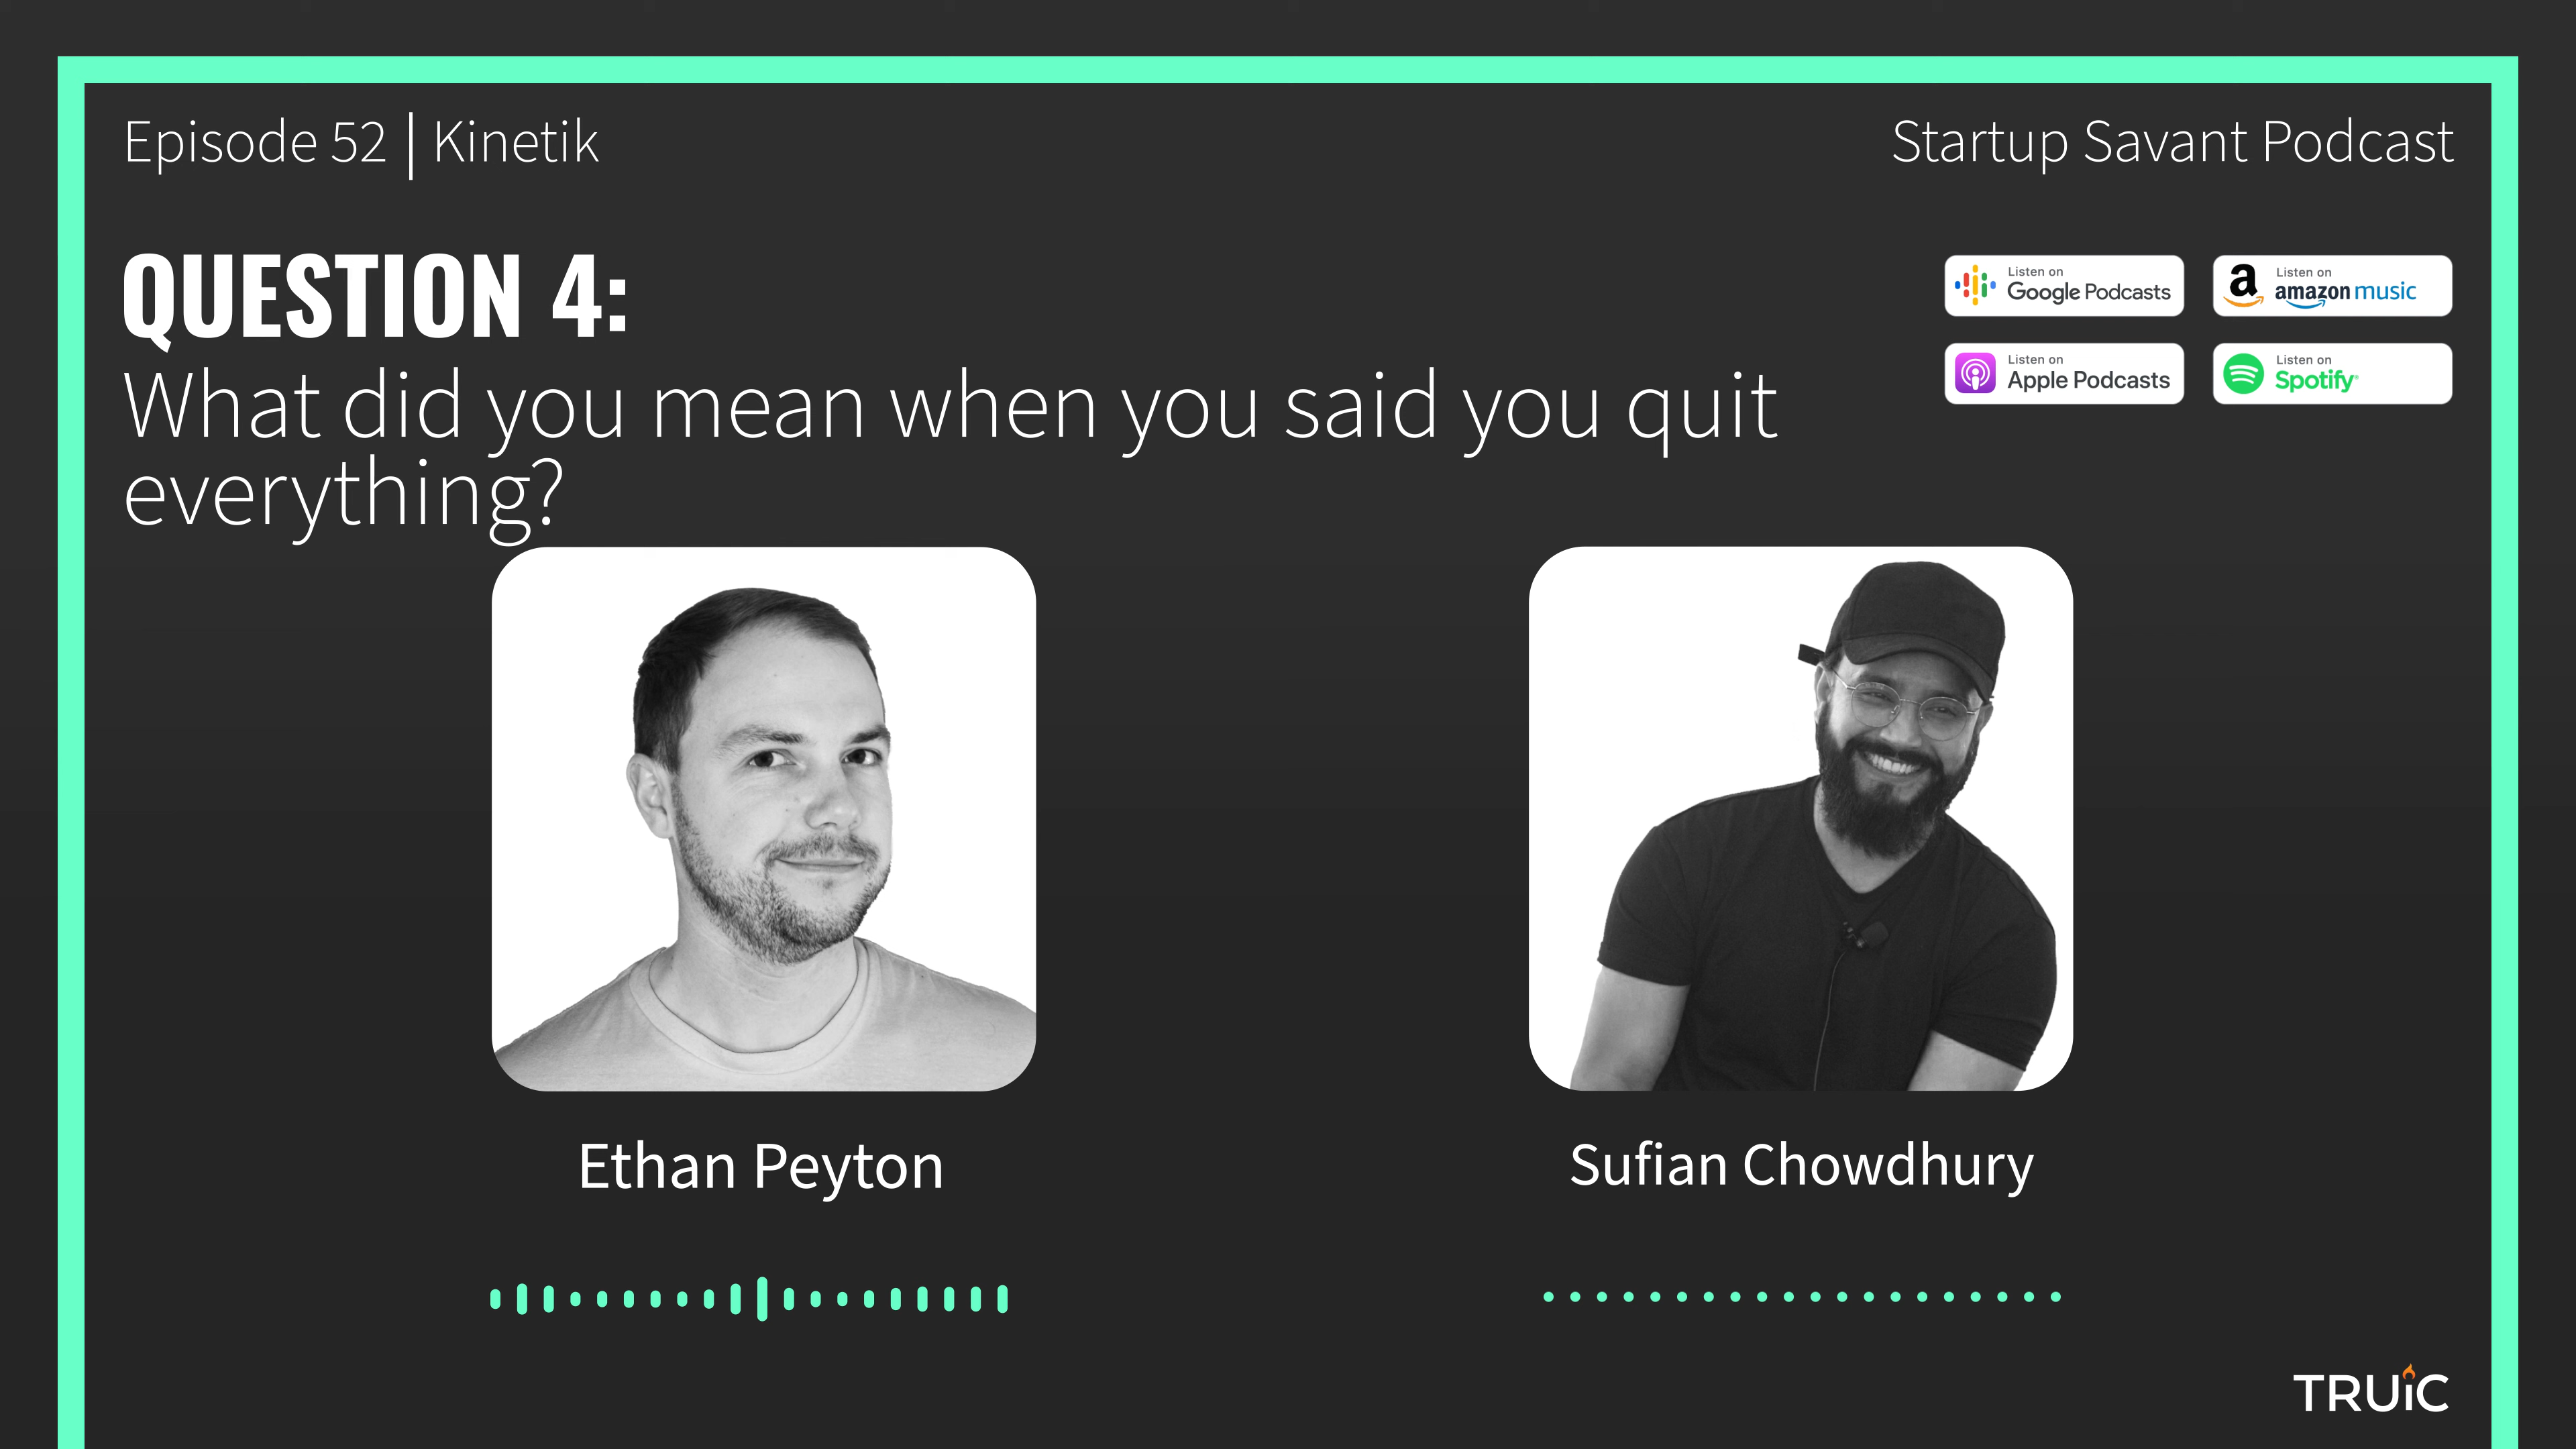 Episode 52 | Kinetik
Startup Savant Podcast
QUESTION 4:
What did you mean when you said you quit
everything?
Listen on
Google Podcasts
Listen on
amazon music
Listen on
Apple Podcasts
Listen on
Spotify
Ethan Peyton
Sufian Chowdhury
TRUiC